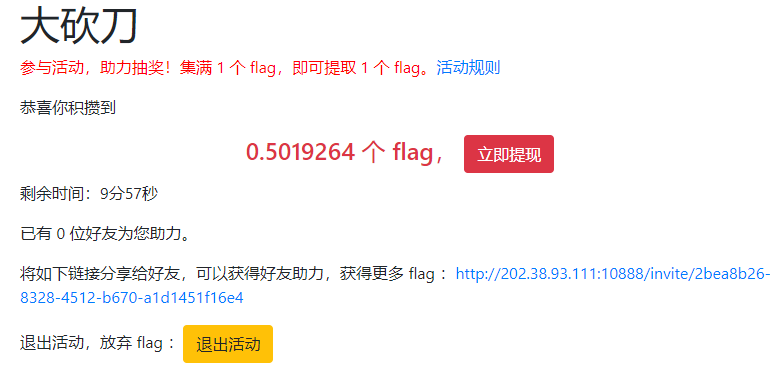 大砍刀
参与活动，助力抽奖！集满 1 个 flag，即可提取 1 个 flag。活动规则
恭喜你积攒到
0.5019264 个 flag， 立即提现
剩余时间：9分57秒
已有 0 位好友为您助力。
将如下链接分享给好友，可以获得好友助力，获得更多 flag ：http://202.38.93.111:10888/invite/2bea8b26-
8328-4512-b670-a1d1451f16e4
退出活动，放弃 flag ： 退出活动